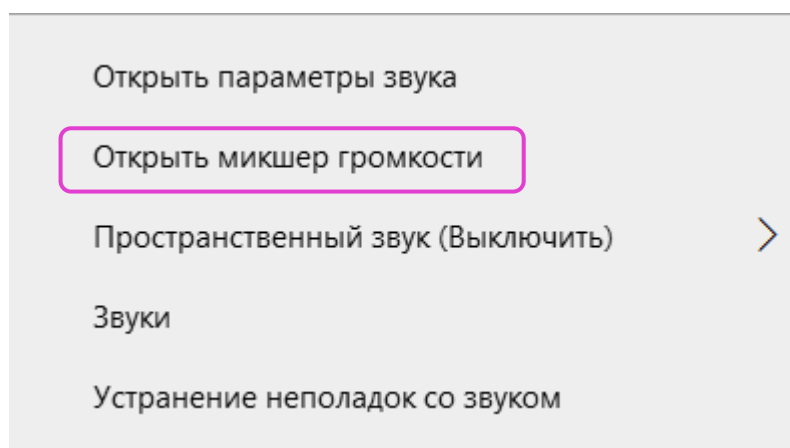 Открыть параметры звука
Открыть микшер громкости
Пространственный звук (Выключить)
Звуки
Устранение неполадок со звуком